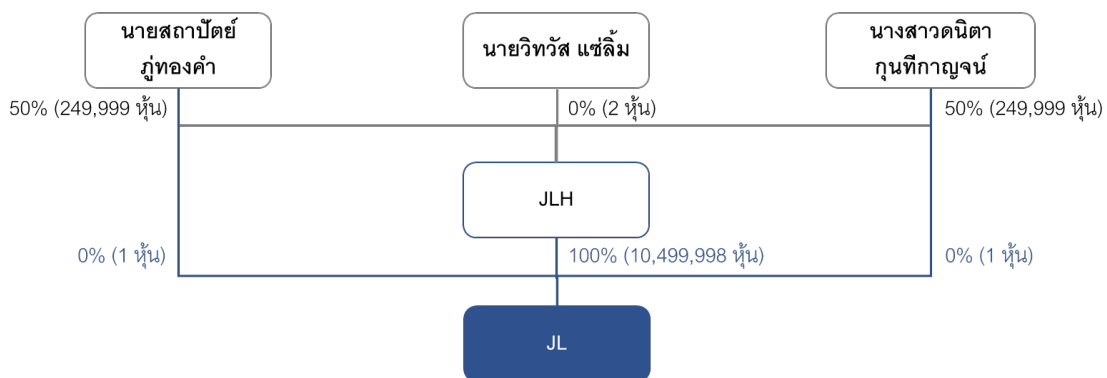 นายสถาปัตย์
ภู่ทองคำ
นายวิทวัส แซ่ลิ้ม
นางสาวดนิตา
กุนทีกาญจน์
50% (249,999 หุ้น)
0% (2 หุ้น)
50% (249,999 หุ้น)
JLH
0% (1 หุ้น)
100% (10,499,998 หุ้น)
0% (1 หุ้น)
JL